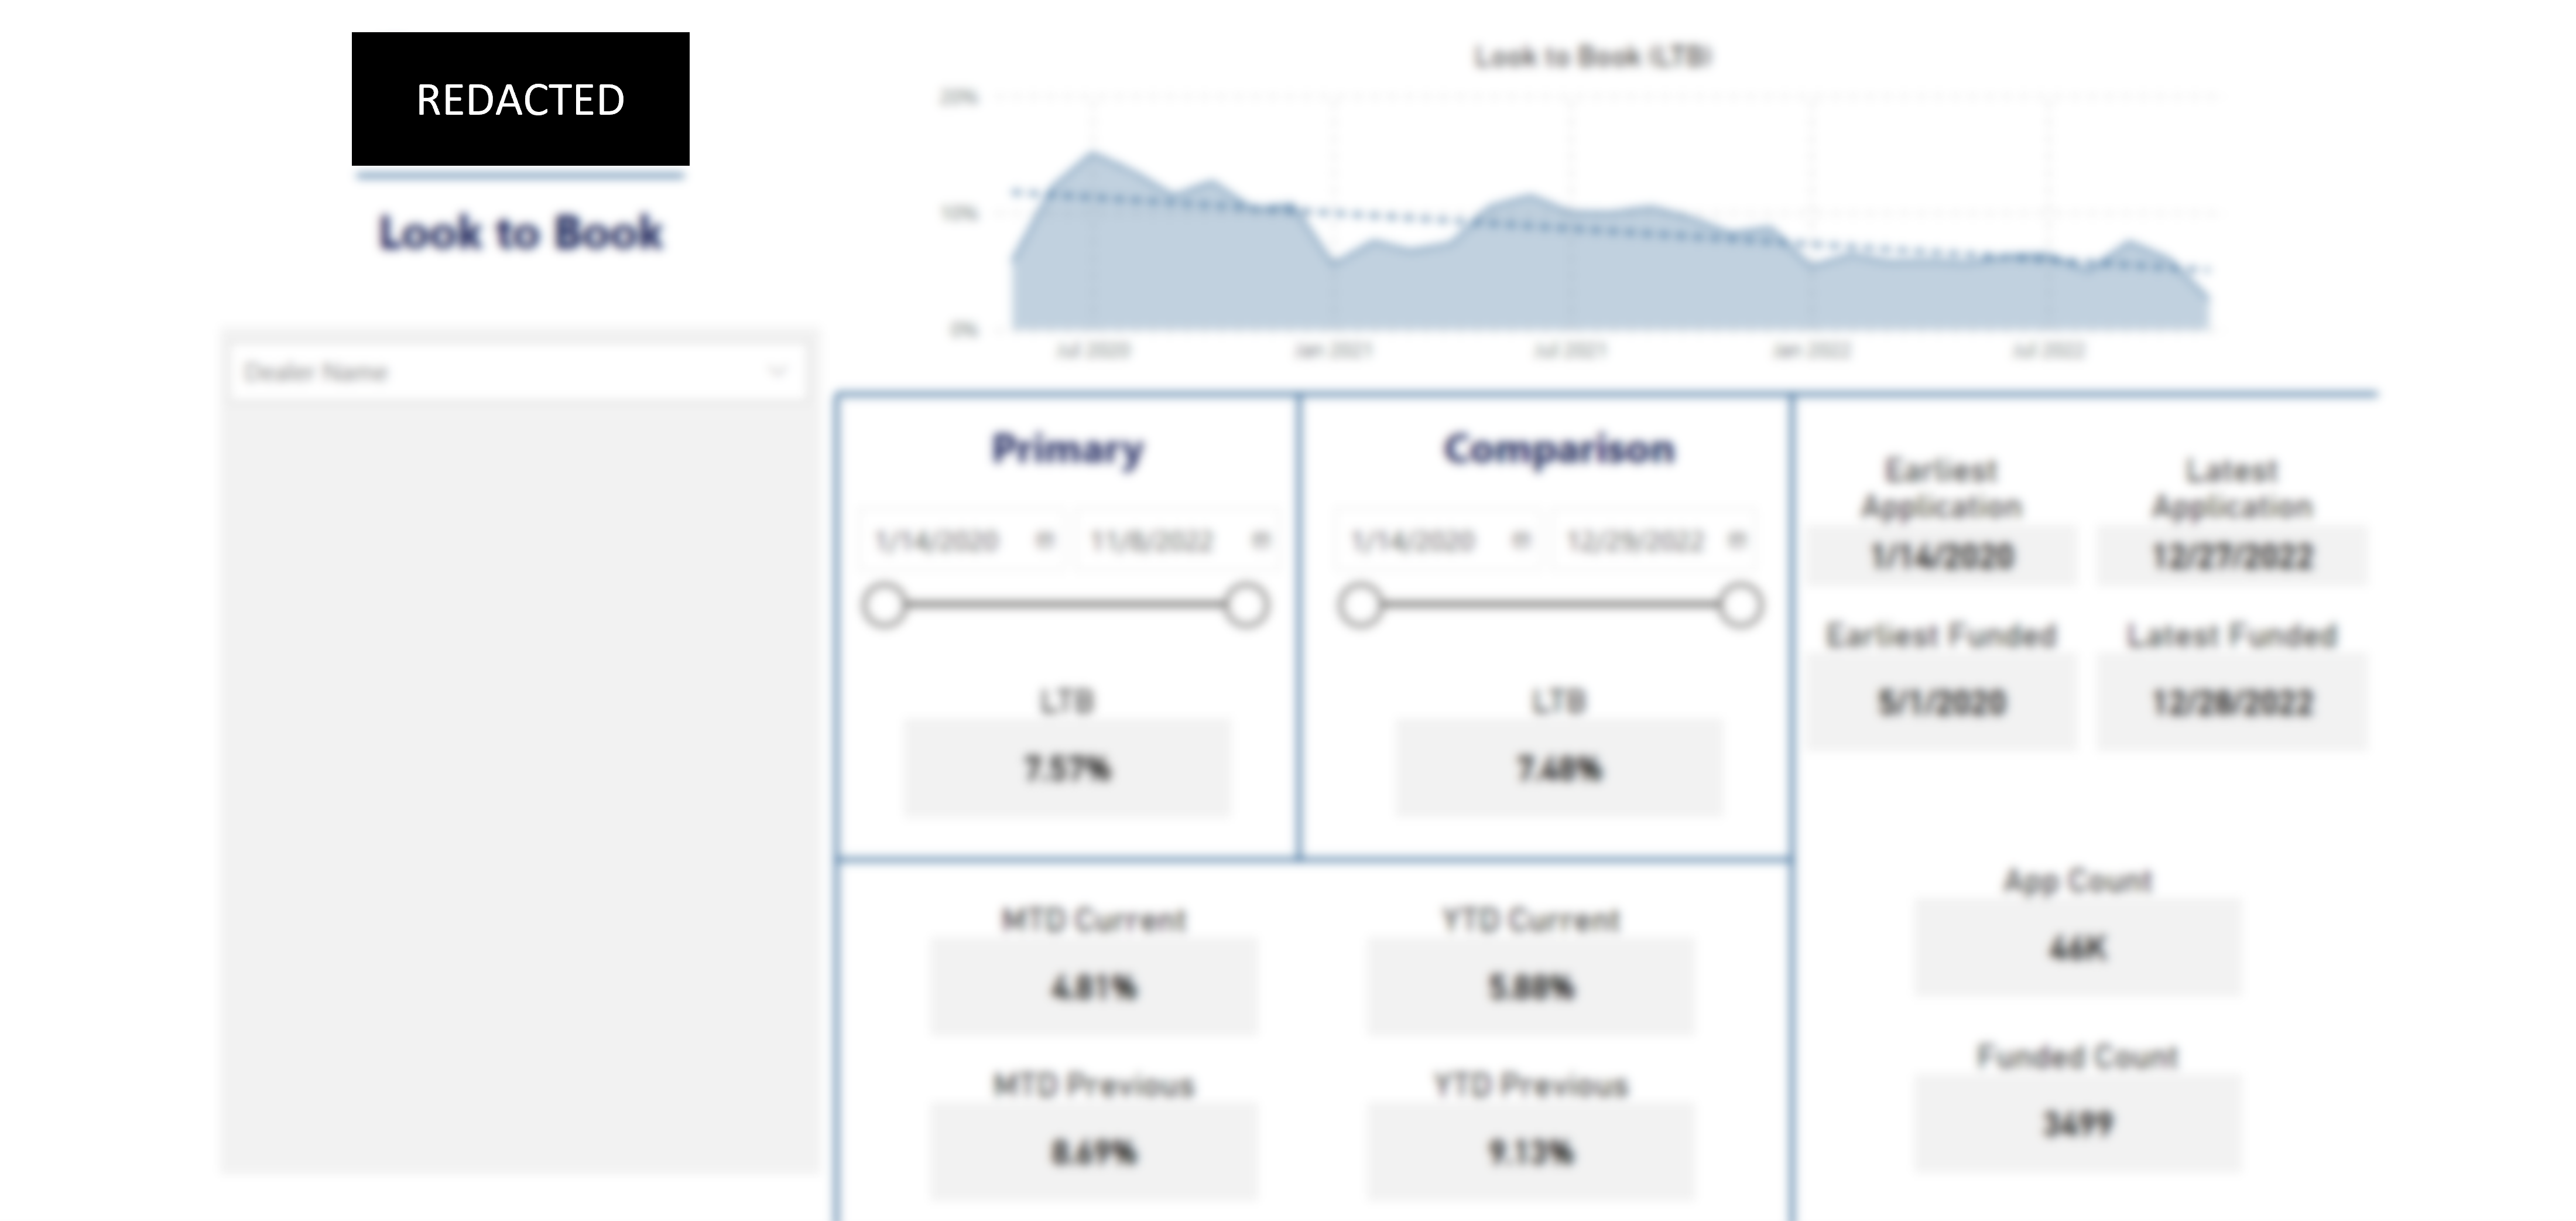 REDACTED
Look to Book
Dealer Name
Look to Book (LTB)
20%
10%
0%
Jul 2020
Jan 2021
Jul 2021
Jan 2022
Jul 2022
Primary
1/14/2020
11/8/2022
LTB
7.57%
Comparison
1/14/2020
12/29/2022
LTB
7.48%
Earliest
Application
1/14/2020
Latest
Application
12/27/2022
Earliest Funded
5/1/2020
Latest Funded
12/28/2022
MTD Current
4.81%
YTD Current
5.88%
MTD Previous
8.69%
YTD Previous
9.13%
App Count
46K
Funded Count
3499